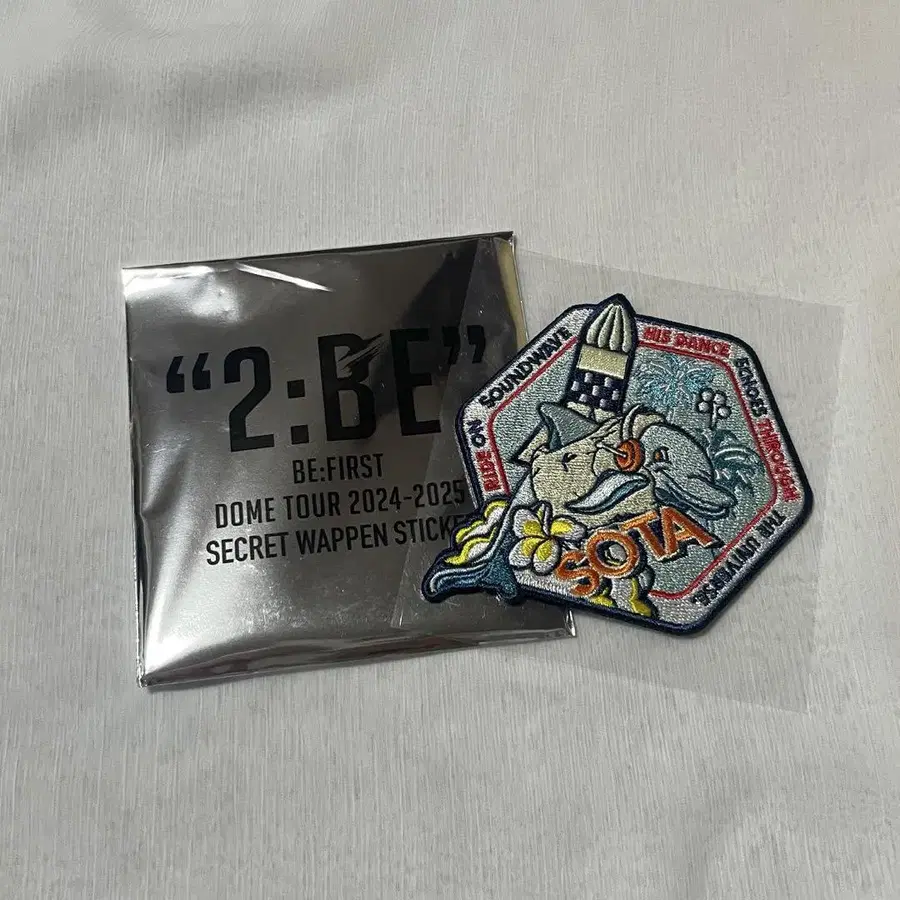 “2:BE”
BE:FIRST
DOME TOUR 2024-2025
SECRET WAPPEN STICKE
RIDE ON SOUNDWAVE
HIS DANCE ECHOES THROUGH THE UNIVERSE.
SOTA